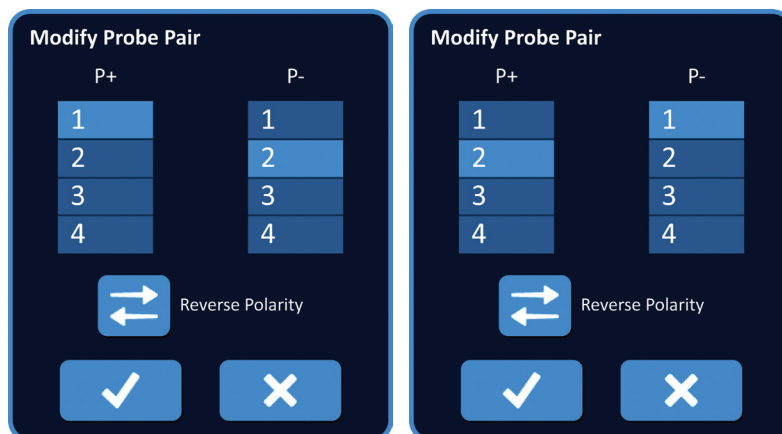 Modify Probe Pair
P+ P-
1 1
2 2
3 3
4 4
Reverse Polarity
Modify Probe Pair
P+ P-
1 1
2 2
3 3
4 4
Reverse Polarity